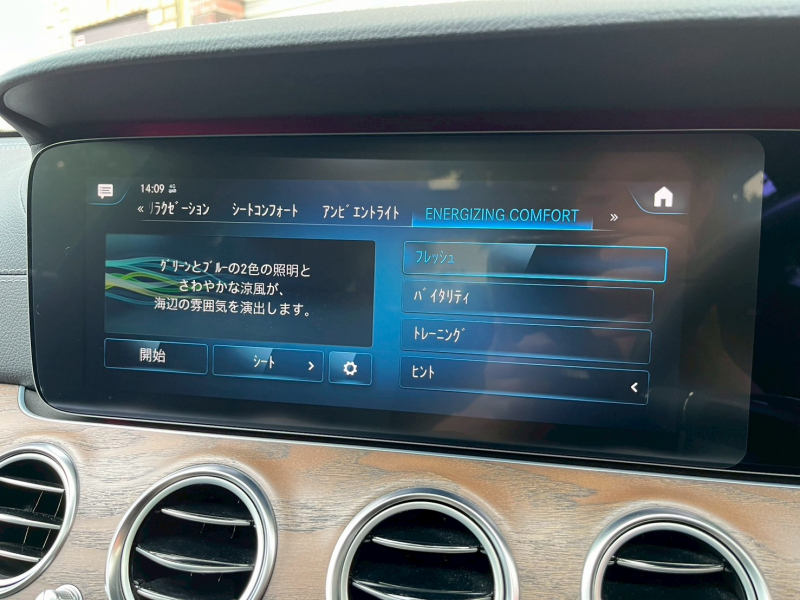 14:09
« リラクゼーション シートコンフォート アンビエントライト ENERGIZING COMFORT »
グリーンとブルーの2色の照明と
さわやかな涼風が、
海辺の雰囲気を演出します。
開始 シート
フレッシュ
バイタリティ
トレーニング
ヒント